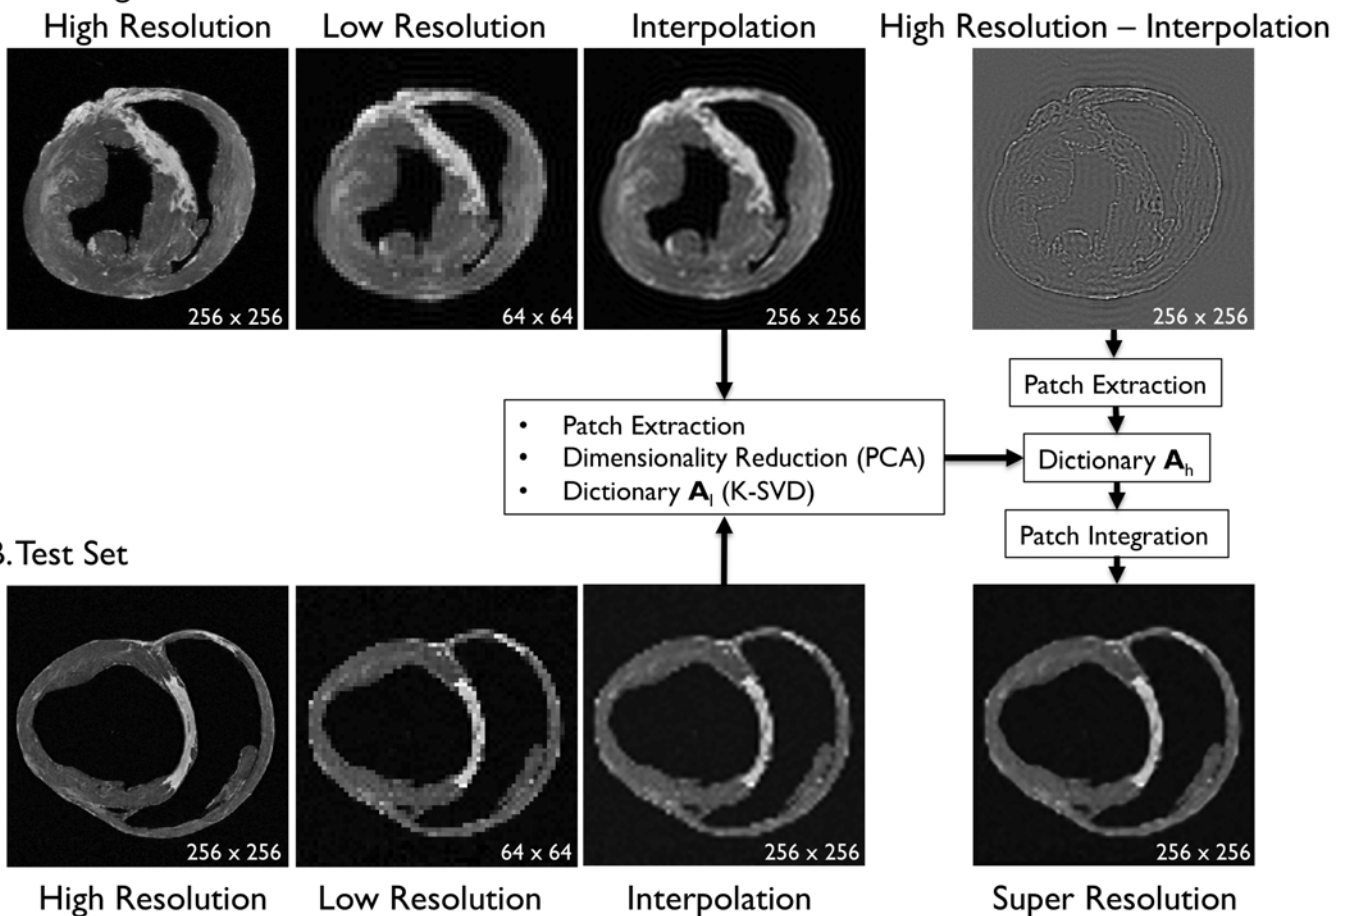 High Resolution
Low Resolution
Interpolation
High Resolution – Interpolation
256 x 256
64 x 64
256 x 256
256 x 256
• Patch Extraction
• Dimensionality Reduction (PCA)
• Dictionary Al (K-SVD)
Patch Extraction
Dictionary Ah
Patch Integration
. Test Set
256 x 256
64 x 64
256 x 256
256 x 256
High Resolution
Low Resolution
Interpolation
Super Resolution